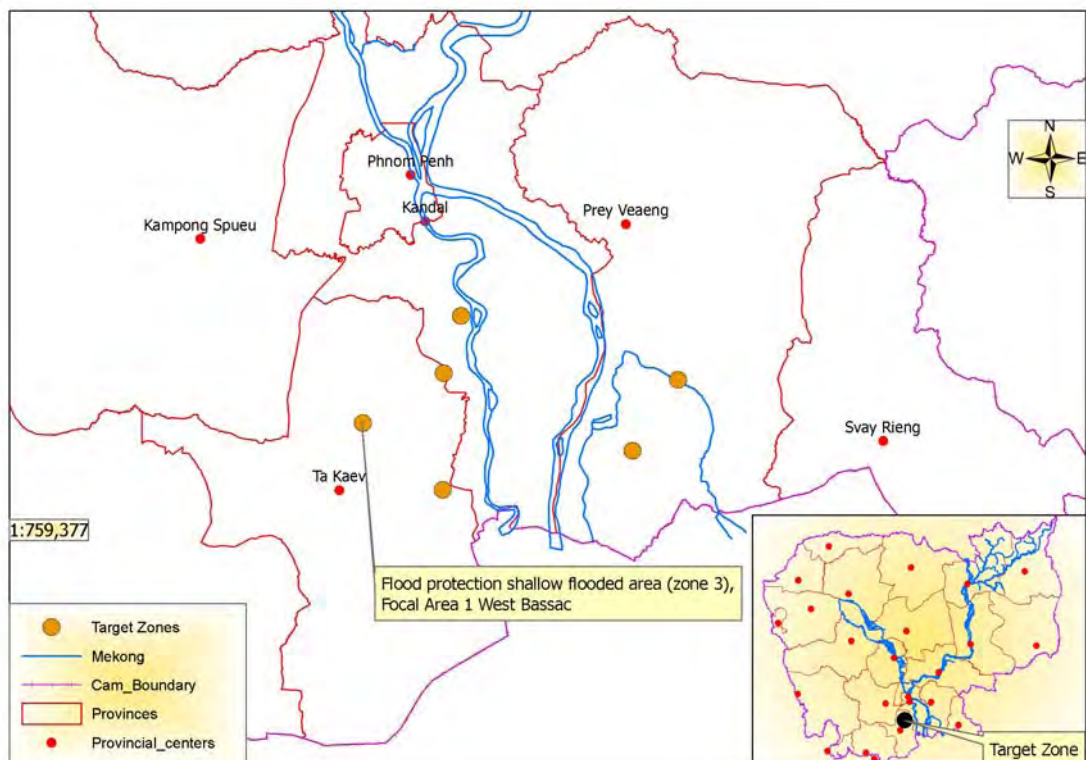 N
W E
S
Phnom Penh
Kandal
Kampong Spueu
Prey Veaeng
Svay Rieng
Ta Kaev
1:759,377
Flood protection shallow flooded area (zone 3),
Focal Area 1 West Bassac
Target Zones
Mekong
Cam_Boundary
Provinces
Provincial_centers
Target Zone